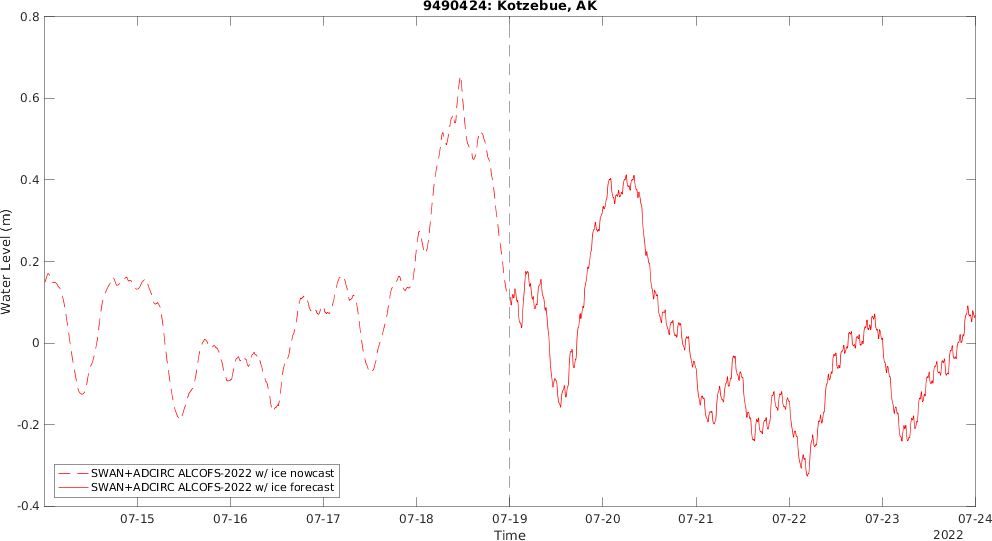 9490424: Kotzebue, AK
0.8
0.6
0.4
0.2
0
-0.2
-0.4
Water Level (m)
SWAN+ADCIRC ALCOFS-2022 w/ ice nowcast
SWAN+ADCIRC ALCOFS-2022 w/ ice forecast
07-15 07-16 07-17 07-18 07-19 07-20 07-21 07-22 07-23 07-24
Time
2022